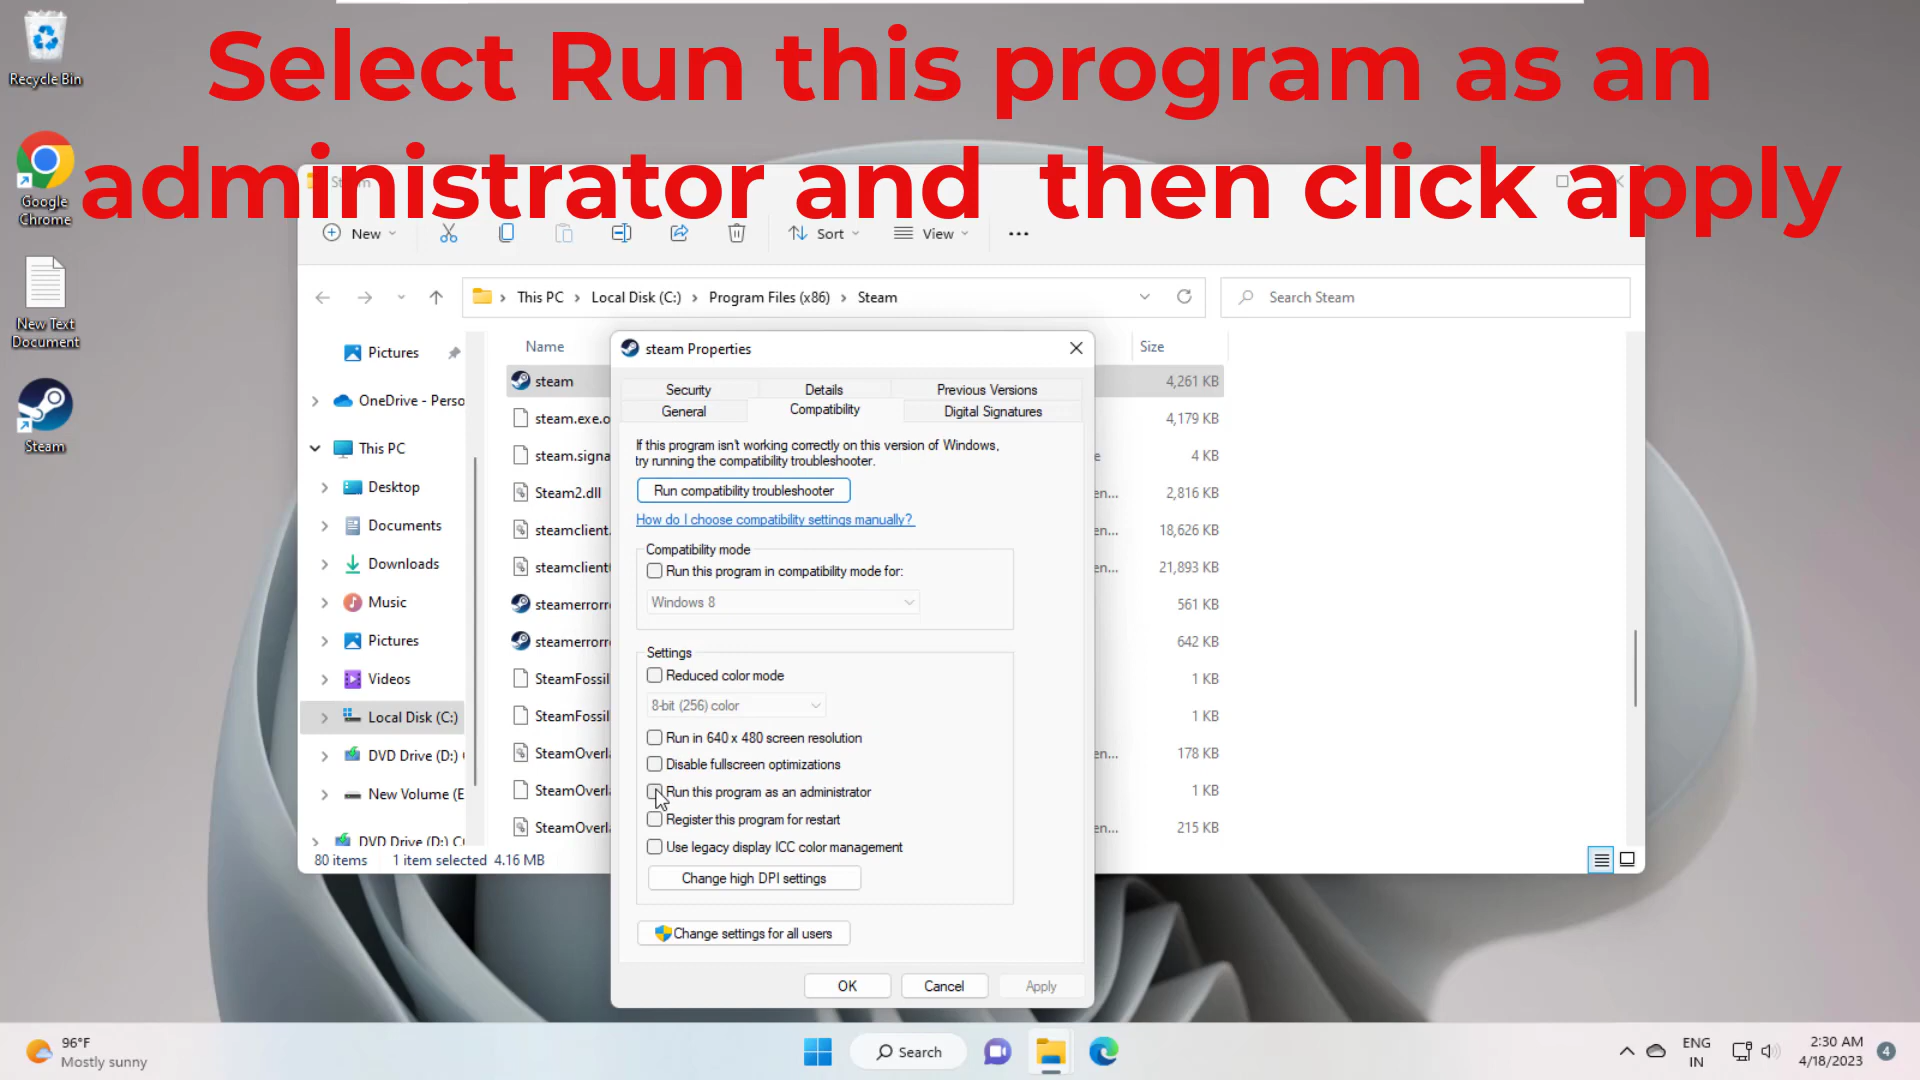 Select Run this program as an
administrator and then click apply
Recycle Bin
Google
Chrome
New Text
Document
Steam
Steam
New
Sort
View
This PC
Local Disk (C:)
Program Files (x86)
Steam
Search Steam
Pictures
OneDrive - Perso
This PC
Desktop
Documents
Downloads
Music
Pictures
Videos
Local Disk (C:)
DVD Drive (D:) (
New Volume (E
DVD Drive (D:) C
Name
Size
steam
4,261 KB
steam.exe.o
4,179 KB
steam.signa
e
4 KB
Steam2.dll
en...
2,816 KB
steamclient.
en...
18,626 KB
steamclient
en...
21,893 KB
steamerrorr
561 KB
steamerrorr
642 KB
SteamFossil
1 KB
SteamFossil
1 KB
SteamOverl
en...
178 KB
SteamOverl
1 KB
SteamOverl
en...
215 KB
80 items
1 item selected 4.16 MB
steam Properties
Security
Details
Previous Versions
General
Compatibility
Digital Signatures
If this program isn't working correctly on this version of Windows,
try running the compatibility troubleshooter.
Run compatibility troubleshooter
How do I choose compatibility settings manually?
Compatibility mode
Run this program in compatibility mode for:
Windows 8
Settings
Reduced color mode
8-bit (256) color
Run in 640 x 480 screen resolution
Disable fullscreen optimizations
Run this program as an administrator
Register this program for restart
Use legacy display ICC color management
Change high DPI settings
Change settings for all users
OK
Cancel
Apply
96°F
Mostly sunny
Search
ENG
IN
2:30 AM
4/18/2023
4